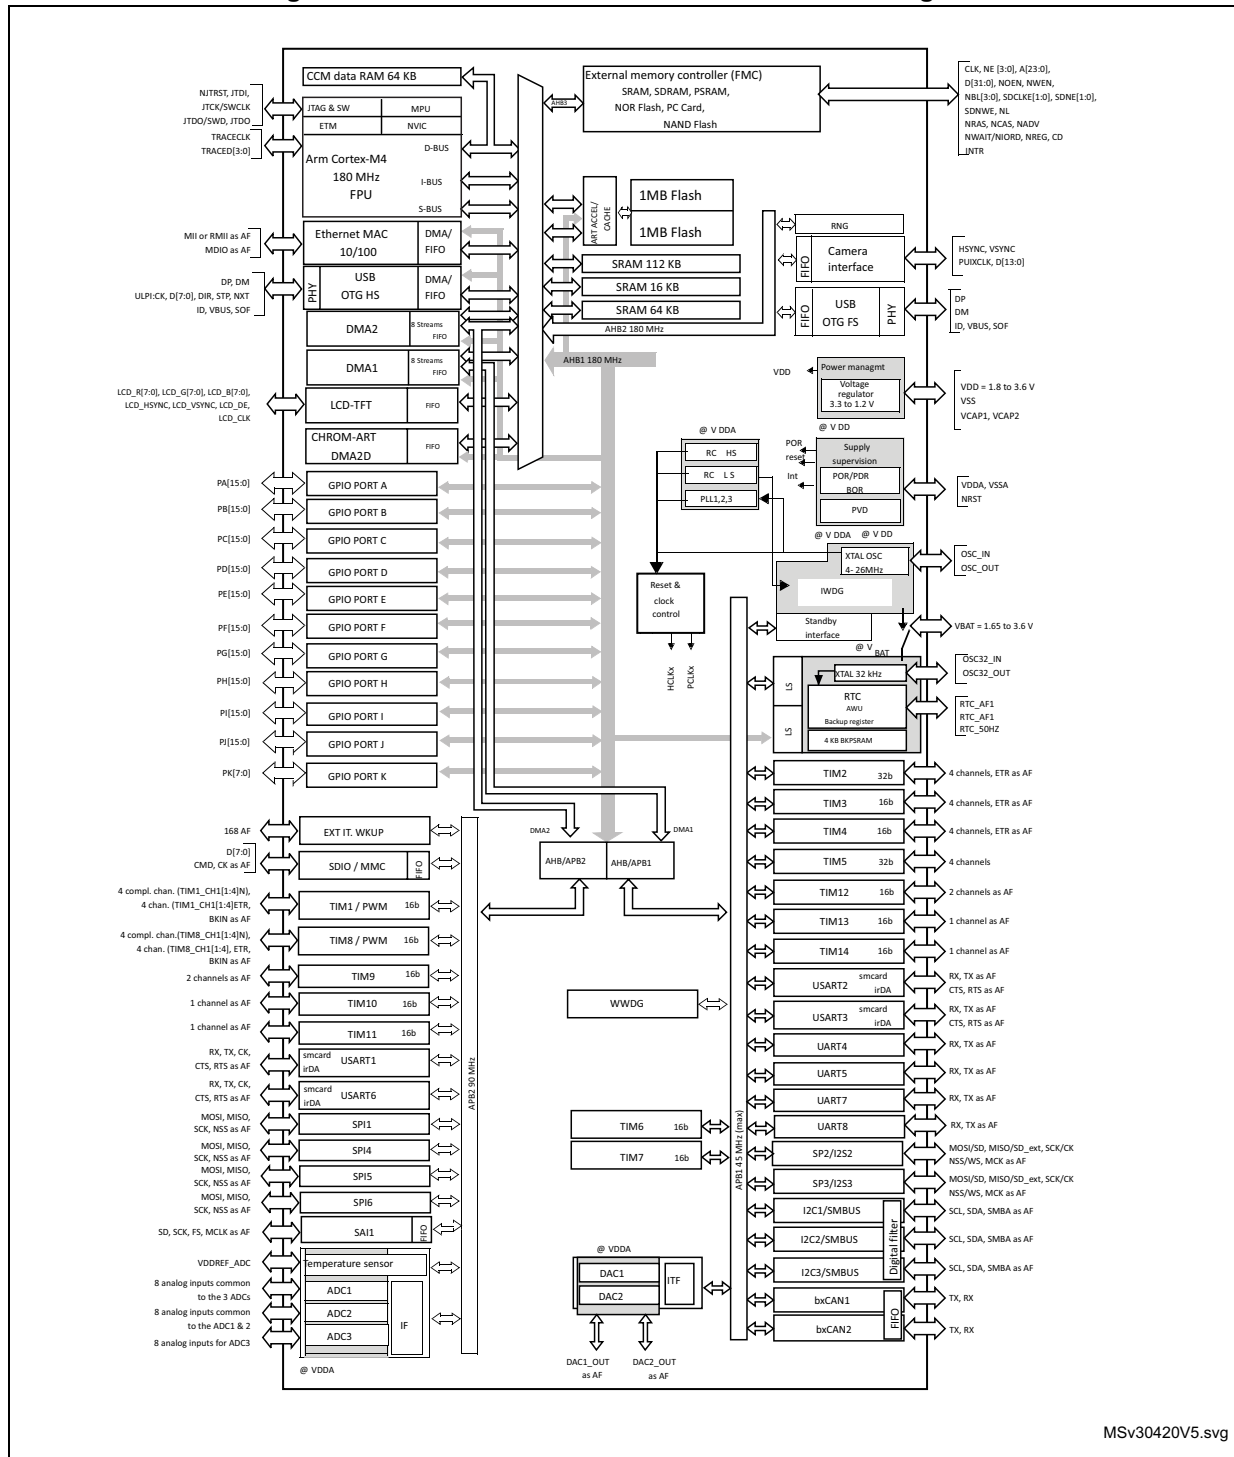 CCM data RAM 64 KB
NJTRST, JTDI,
JTCK/SWCLK
JTDO/SWD, JTDO
TRACECLK
TRACED[3:0]
JTAG & SW
MPU
ETM
NVIC
D-BUS
Arm Cortex-M4
180 MHz
FPU
I-BUS
S-BUS
MII or RMII as AF
MDIO as AF
Ethernet MAC
10/100
DMA/
FIFO
DP, DM
ULPI:CK, D[7:0], DIR, STP, NXT
ID, VBUS, SOF
PHY
USB
OTG HS
DMA/
FIFO
DMA2
8 Streams
FIFO
DMA1
8 Streams
FIFO
LCD_R[7:0], LCD_G[7:0], LCD_B[7:0],
LCD_HSYNC, LCD_VSYNC, LCD_DE,
LCD_CLK
LCD-TFT
FIFO
CHROM-ART
DMA2D
FIFO
External memory controller (FMC)
SRAM, SDRAM, PSRAM,
NOR Flash, PC Card,
NAND Flash
AHB3
CLK, NE [3:0], A[23:0],
D[31:0], NOEN, NWEN,
NBL[3:0], SDCLKE[1:0], SDNE[1:0],
SDNWE, NL
NRAS, NCAS, NADV
NWAIT/NIORD, NREG, CD
INTR
ART ACCEL/
CACHE
1MB Flash
1MB Flash
SRAM 112 KB
SRAM 16 KB
SRAM 64 KB
AHB2 180 MHz
AHB1 180 MHz
RNG
FIFO
Camera
interface
HSYNC, VSYNC
PUIXCLK, D[13:0]
FIFO
USB
OTG FS
PHY
DP
DM
ID, VBUS, SOF
VDD
Power managmt
Voltage
regulator
3.3 to 1.2 V
VDD = 1.8 to 3.6 V
VSS
VCAP1, VCAP2
@ V DD
@ V DDA
RC HS
RC L S
PLL1,2,3
POR
reset
Int
Supply
supervision
POR/PDR
BOR
PVD
VDDA, VSSA
NRST
@ V DDA @ V DD
XTAL OSC
4- 26MHz
OSC_IN
OSC_OUT
IWDG
Reset &
clock
control
HCLKx
PCLKx
Standby
interface
VBAT = 1.65 to 3.6 V
@ V
BAT
LS
LS
XTAL 32 kHz
RTC
AWU
Backup register
4 KB BKPSRAM
OSC32_IN
OSC32_OUT
RTC_AF1
RTC_AF1
RTC_50HZ
PA[15:0]
GPIO PORT A
PB[15:0]
GPIO PORT B
PC[15:0]
GPIO PORT C
PD[15:0]
GPIO PORT D
PE[15:0]
GPIO PORT E
PF[15:0]
GPIO PORT F
PG[15:0]
GPIO PORT G
PH[15:0]
GPIO PORT H
PI[15:0]
GPIO PORT I
PJ[15:0]
GPIO PORT J
PK[7:0]
GPIO PORT K
DMA2
DMA1
AHB/APB2
AHB/APB1
168 AF
EXT IT. WKUP
D[7:0]
CMD, CK as AF
SDIO / MMC
FIFO
4 compl. chan. (TIM1_CH1[1:4]N),
4 chan. (TIM1_CH1[1:4]ETR,
BKIN as AF
TIM1 / PWM 16b
4 compl. chan.(TIM8_CH1[1:4]N),
4 chan. (TIM8_CH1[1:4], ETR,
BKIN as AF
TIM8 / PWM 16b
2 channels as AF
TIM9 16b
1 channel as AF
TIM10 16b
1 channel as AF
TIM11 16b
RX, TX, CK,
CTS, RTS as AF
smcard
irDA
USART1
RX, TX, CK,
CTS, RTS as AF
smcard
irDA
USART6
MOSI, MISO,
SCK, NSS as AF
SPI1
MOSI, MISO,
SCK, NSS as AF
SPI4
MOSI, MISO,
SCK, NSS as AF
SPI5
MOSI, MISO,
SCK, NSS as AF
SPI6
SD, SCK, FS, MCLK as AF
SAI1
FIFO
VDDREF_ADC
Temperature sensor
8 analog inputs common
to the 3 ADCs
ADC1
8 analog inputs common
to the ADC1 & 2
ADC2
8 analog inputs for ADC3
ADC3
IF
@ VDDA
APB2 90 MHz
WWDG
TIM6 16b
TIM7 16b
@ VDDA
DAC1
DAC2
ITF
DAC1_OUT
as AF
DAC2_OUT
as AF
APB1 45 MHz (max)
TIM2 32b
4 channels, ETR as AF
TIM3 16b
4 channels, ETR as AF
TIM4 16b
4 channels, ETR as AF
TIM5 32b
4 channels
TIM12 16b
2 channels as AF
TIM13 16b
1 channel as AF
TIM14 16b
1 channel as AF
USART2
smcard
irDA
RX, TX as AF
CTS, RTS as AF
USART3
smcard
irDA
RX, TX as AF
CTS, RTS as AF
UART4
RX, TX as AF
UART5
RX, TX as AF
UART7
RX, TX as AF
UART8
RX, TX as AF
SP2/I2S2
MOSI/SD, MISO/SD_ext, SCK/CK
NSS/WS, MCK as AF
SP3/I2S3
MOSI/SD, MISO/SD_ext, SCK/CK
NSS/WS, MCK as AF
I2C1/SMBUS
SCL, SDA, SMBA as AF
I2C2/SMBUS
SCL, SDA, SMBA as AF
I2C3/SMBUS
SCL, SDA, SMBA as AF
Digital filter
bxCAN1
TX, RX
bxCAN2
TX, RX
FIFO
MSv30420V5.svg